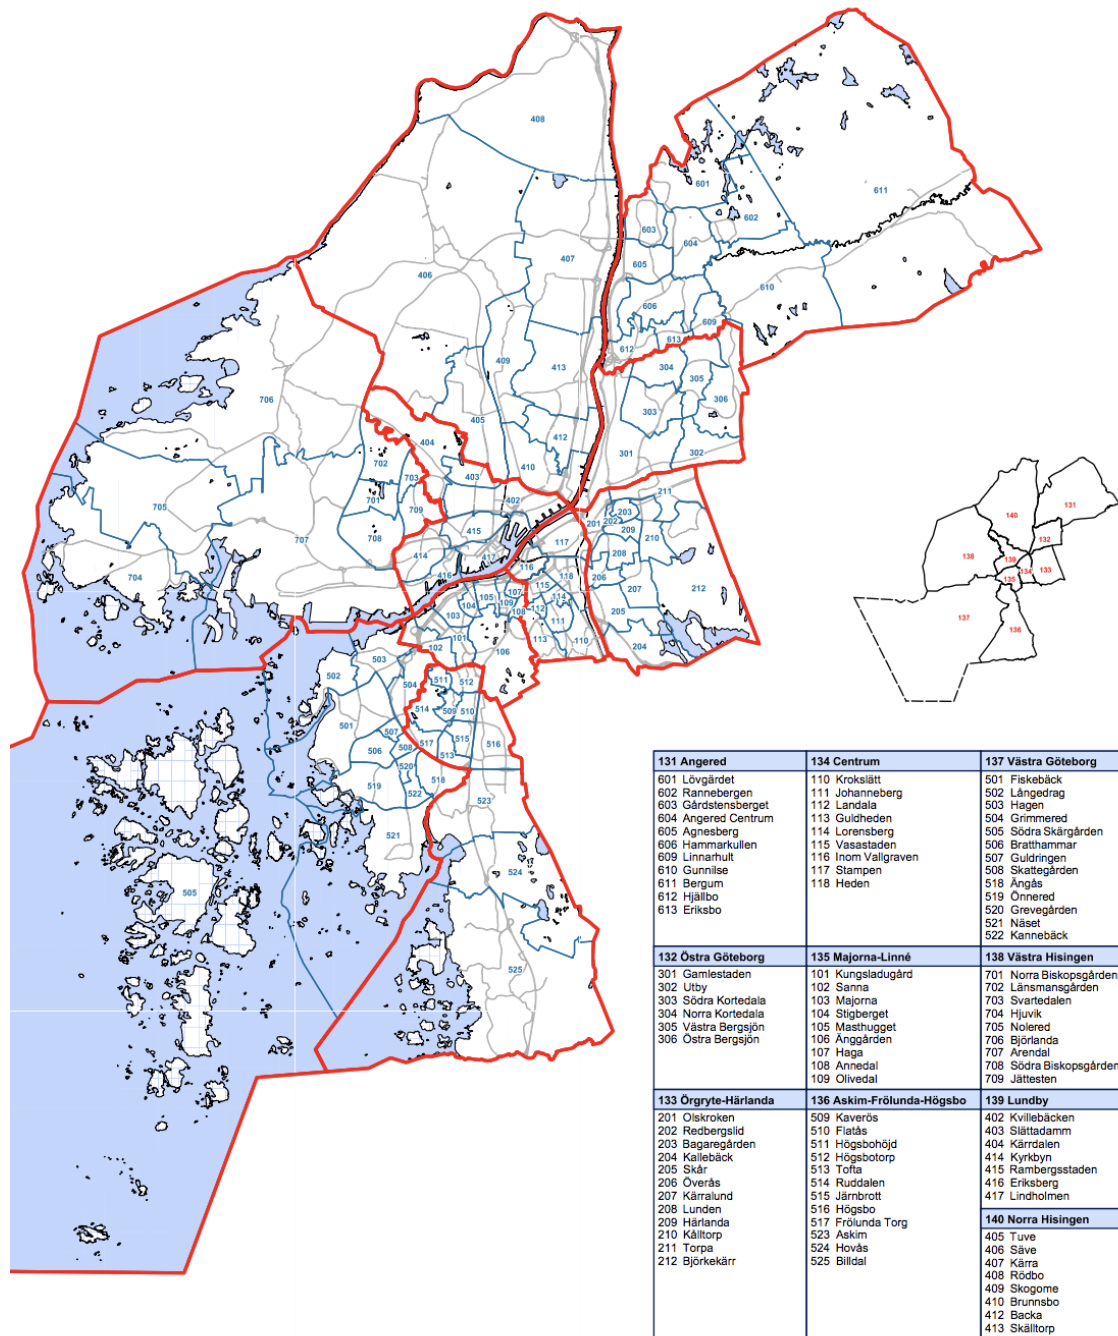 408
611
601
602
603
604
605
407
406
610
606
609
613
612
409
413
304
305
306
303
706
405
412
404
301
302
410
702
403
703
701
402
211
705
709
203
202
201
209
210
415
708
707
417
117
414
208
116
416
118
206
704
115
207
212
107
105
114
109
104
112
108
205
103
111
113
110
204
101
102
106
503
502
504
511
512
514
509
510
501
507
517
515
516
506
508
513
520
518
519
522
523
521
524
505
525
140
131
132
138
139
134
133
135
137
136
131 Angered
601 Lövgärdet
602 Rannebergen
603 Gårdstensberget
604 Angered Centrum
605 Agnesberg
606 Hammarkullen
609 Linnarhult
610 Gunnilse
611 Bergum
612 Hjällbo
613 Eriksbo
134 Centrum
110 Krokslätt
111 Johanneberg
112 Landala
113 Guldheden
114 Lorensberg
115 Vasastaden
116 Inom Vallgraven
117 Stampen
118 Heden
137 Västra Göteborg
501 Fiskebäck
502 Långedrag
503 Hagen
504 Grimmered
505 Södra Skärgården
506 Bratthammar
507 Guldringen
508 Skattegården
518 Ängås
519 Önnered
520 Grevegården
521 Näset
522 Kannebäck
132 Östra Göteborg
301 Gamlestaden
302 Utby
303 Södra Kortedala
304 Norra Kortedala
305 Västra Bergsjön
306 Östra Bergsjön
135 Majorna-Linné
101 Kungsladugård
102 Sanna
103 Majorna
104 Stigberget
105 Masthugget
106 Änggården
107 Haga
108 Annedal
109 Olivedal
138 Västra Hisingen
701 Norra Biskopsgården
702 Länsmansgården
703 Svartedalen
704 Hjuvik
705 Nolered
706 Björlanda
707 Arendal
708 Södra Biskopsgården
709 Jättesten
133 Örgryte-Härlanda
201 Olskroken
202 Redbergslid
203 Bagaregården
204 Kallebäck
205 Skår
206 Överås
207 Kärralund
208 Lunden
209 Härlanda
210 Kålltorp
211 Torpa
212 Björkekärr
136 Askim-Frölunda-Högsbo
509 Kaverös
510 Flatås
511 Högsbohöjd
512 Högsbotorp
513 Tofta
514 Ruddalen
515 Järnbrott
516 Högsbo
517 Frölunda Torg
523 Askim
524 Hovås
525 Billdal
139 Lundby
402 Kvillebäcken
403 Slättadamm
404 Kärrdalen
414 Kyrkbyn
415 Rambergsstaden
416 Eriksberg
417 Lindholmen
140 Norra Hisingen
405 Tuve
406 Säve
407 Kärra
408 Rödbo
409 Skogome
410 Brunnsbo
412 Backa
413 Skälltorp